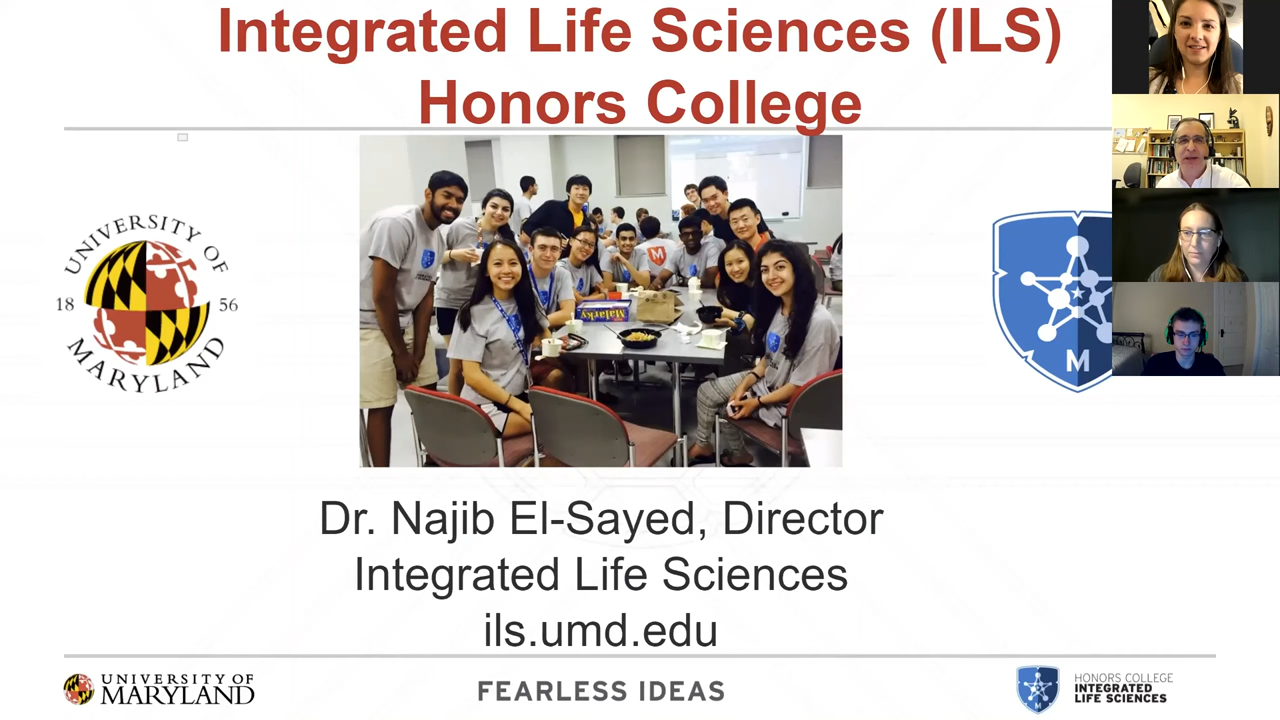 Integrated Life Sciences (ILS)
Honors College
UNIVERSITY OF
18 56
MARYLAND
M
Malarky
M
Dr. Najib El-Sayed, Director
Integrated Life Sciences
ils.umd.edu
UNIVERSITY OF
MARYLAND
FEARLESS IDEAS
M
HONORS COLLEGE
INTEGRATED
LIFE SCIENCES